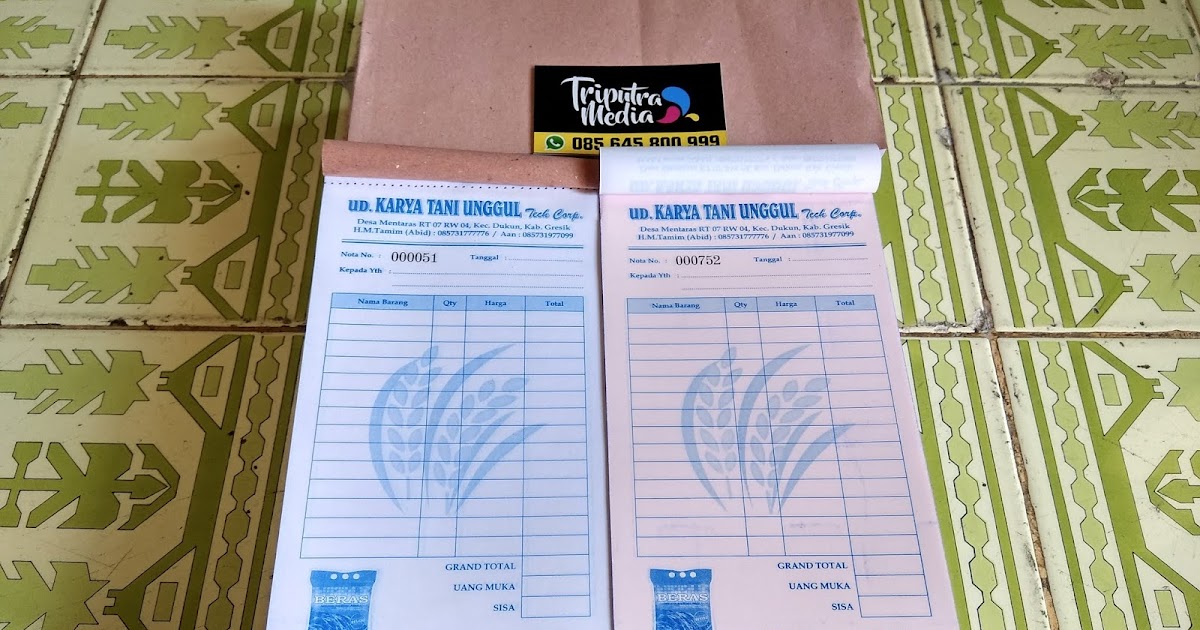 Triputra
Media
085 645 800 999
UD. KARYA TANI UNGGUL Tech Corp.
Desa Mentaras RT 07 RW 04, Kec. Dukun, Kab. Gresik
H.M.Tamim (Abid) : 085731777776 / Aan : 085731977099
Nota No. : 000051 Tanggal :
Kepada Yth :
Nama Barang Qty Harga Total
GRAND TOTAL
UANG MUKA
SISA
BERAS
UD. KARYA TANI UNGGUL Tech Corp.
Desa Mentaras RT 07 RW 04, Kec. Dukun, Kab. Gresik
H.M.Tamim (Abid) : 085731777776 / Aan : 085731977099
Nota No. : 000752 Tanggal :
Kepada Yth :
Nama Barang Qty Harga Total
GRAND TOTAL
UANG MUKA
SISA
BERAS